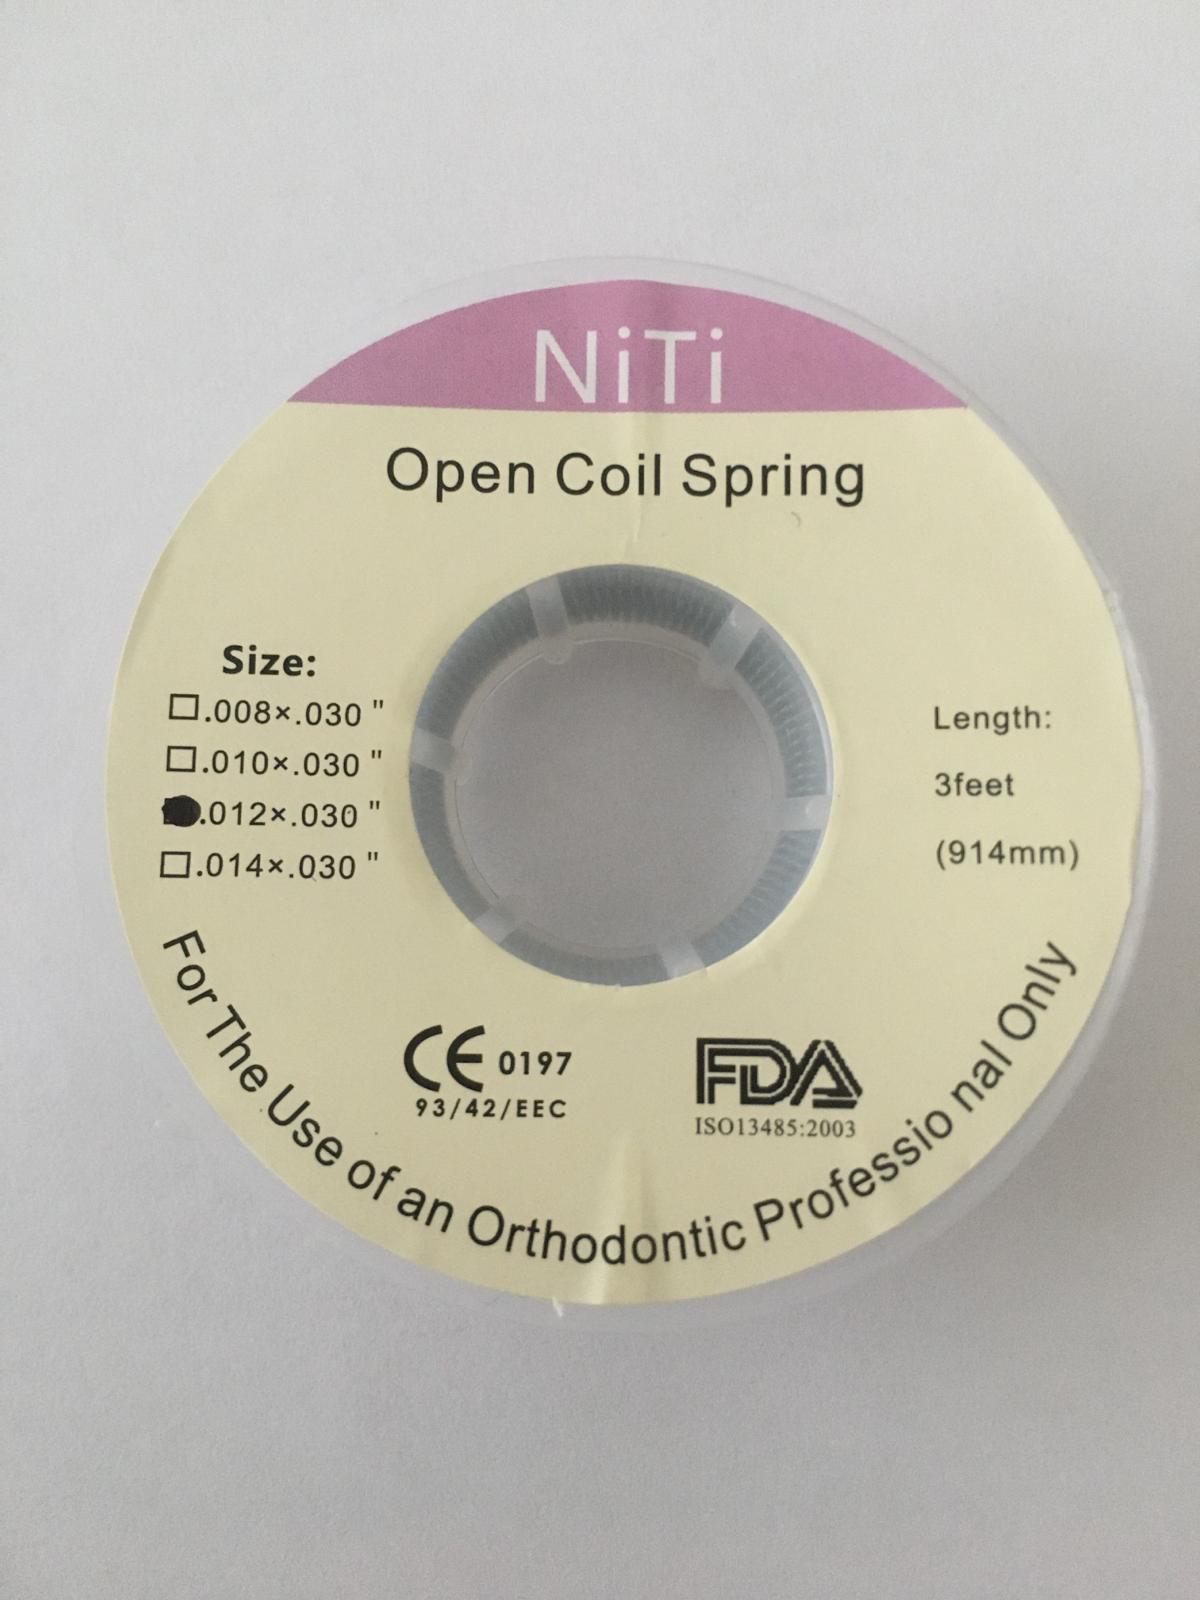 NiTi
Open Coil Spring
Size:
.008×.030 "
.010×.030 "
.012×.030 "
.014×.030 "
Length:
3feet
(914mm)
CE 0197
93/42/EEC
FDA
ISO13485:2003
For The Use of an Orthodontic Professio nal Only